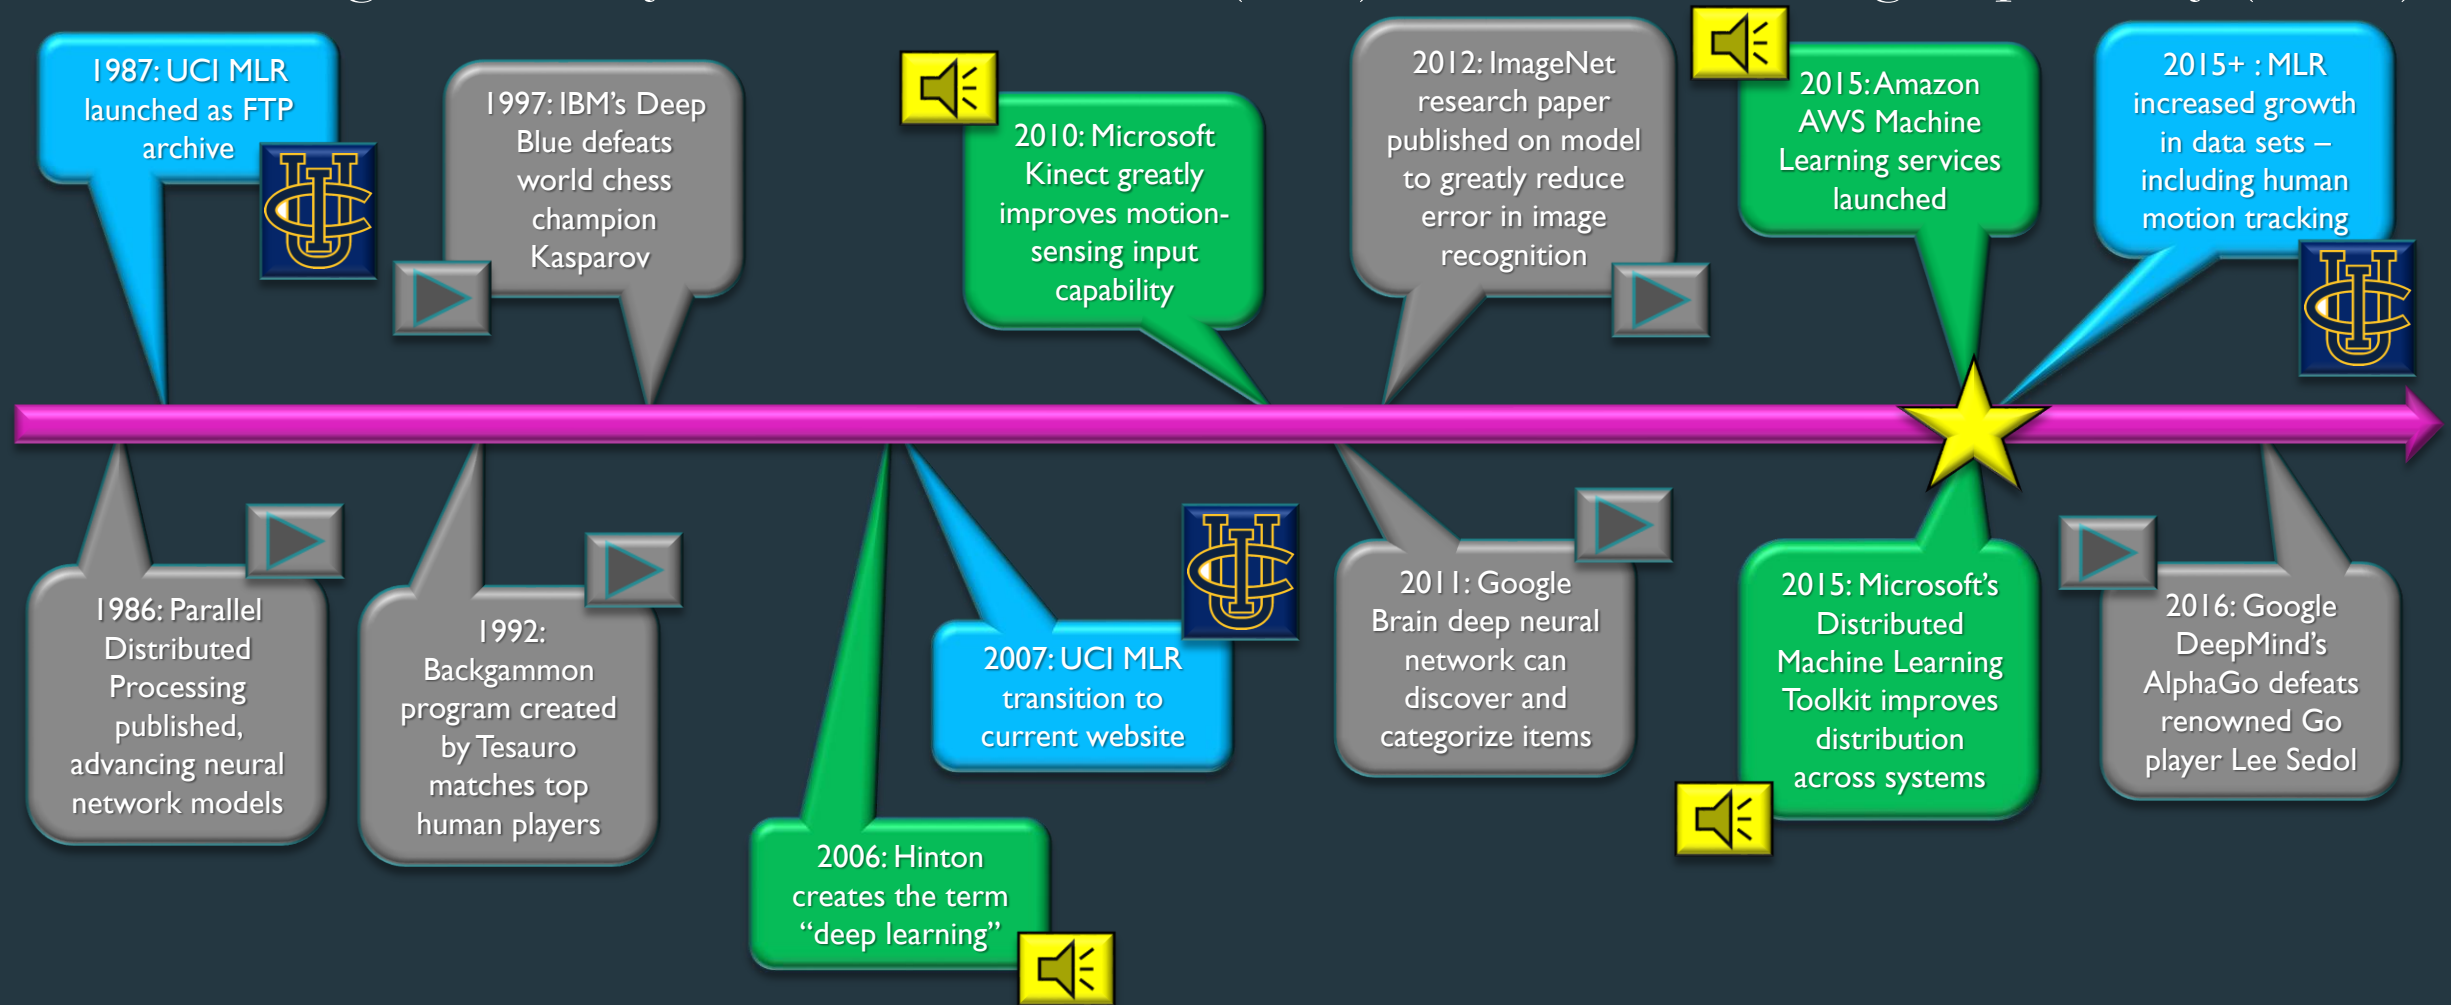 1987: UCI MLR
launched as FTP
archive
1997: IBM's Deep
Blue defeats
world chess
champion
Kasparov
2010: Microsoft
Kinect greatly
improves motion-
sensing input
capability
2012: ImageNet
research paper
published on model
to greatly reduce
error in image
recognition
2015: Amazon
AWS Machine
Learning services
launched
2015+ : MLR
increased growth
in data sets –
including human
motion tracking
1986: Parallel
Distributed
Processing
published,
advancing neural
network models
1992:
Backgammon
program created
by Tesauro
matches top
human players
2006: Hinton
creates the term
“deep learning”
2007: UCI MLR
transition to
current website
2011: Google
Brain deep neural
network can
discover and
categorize items
2015: Microsoft's
Distributed
Machine Learning
Toolkit improves
distribution
across systems
2016: Google
DeepMind's
AlphaGo defeats
renowned Go
player Lee Sedol